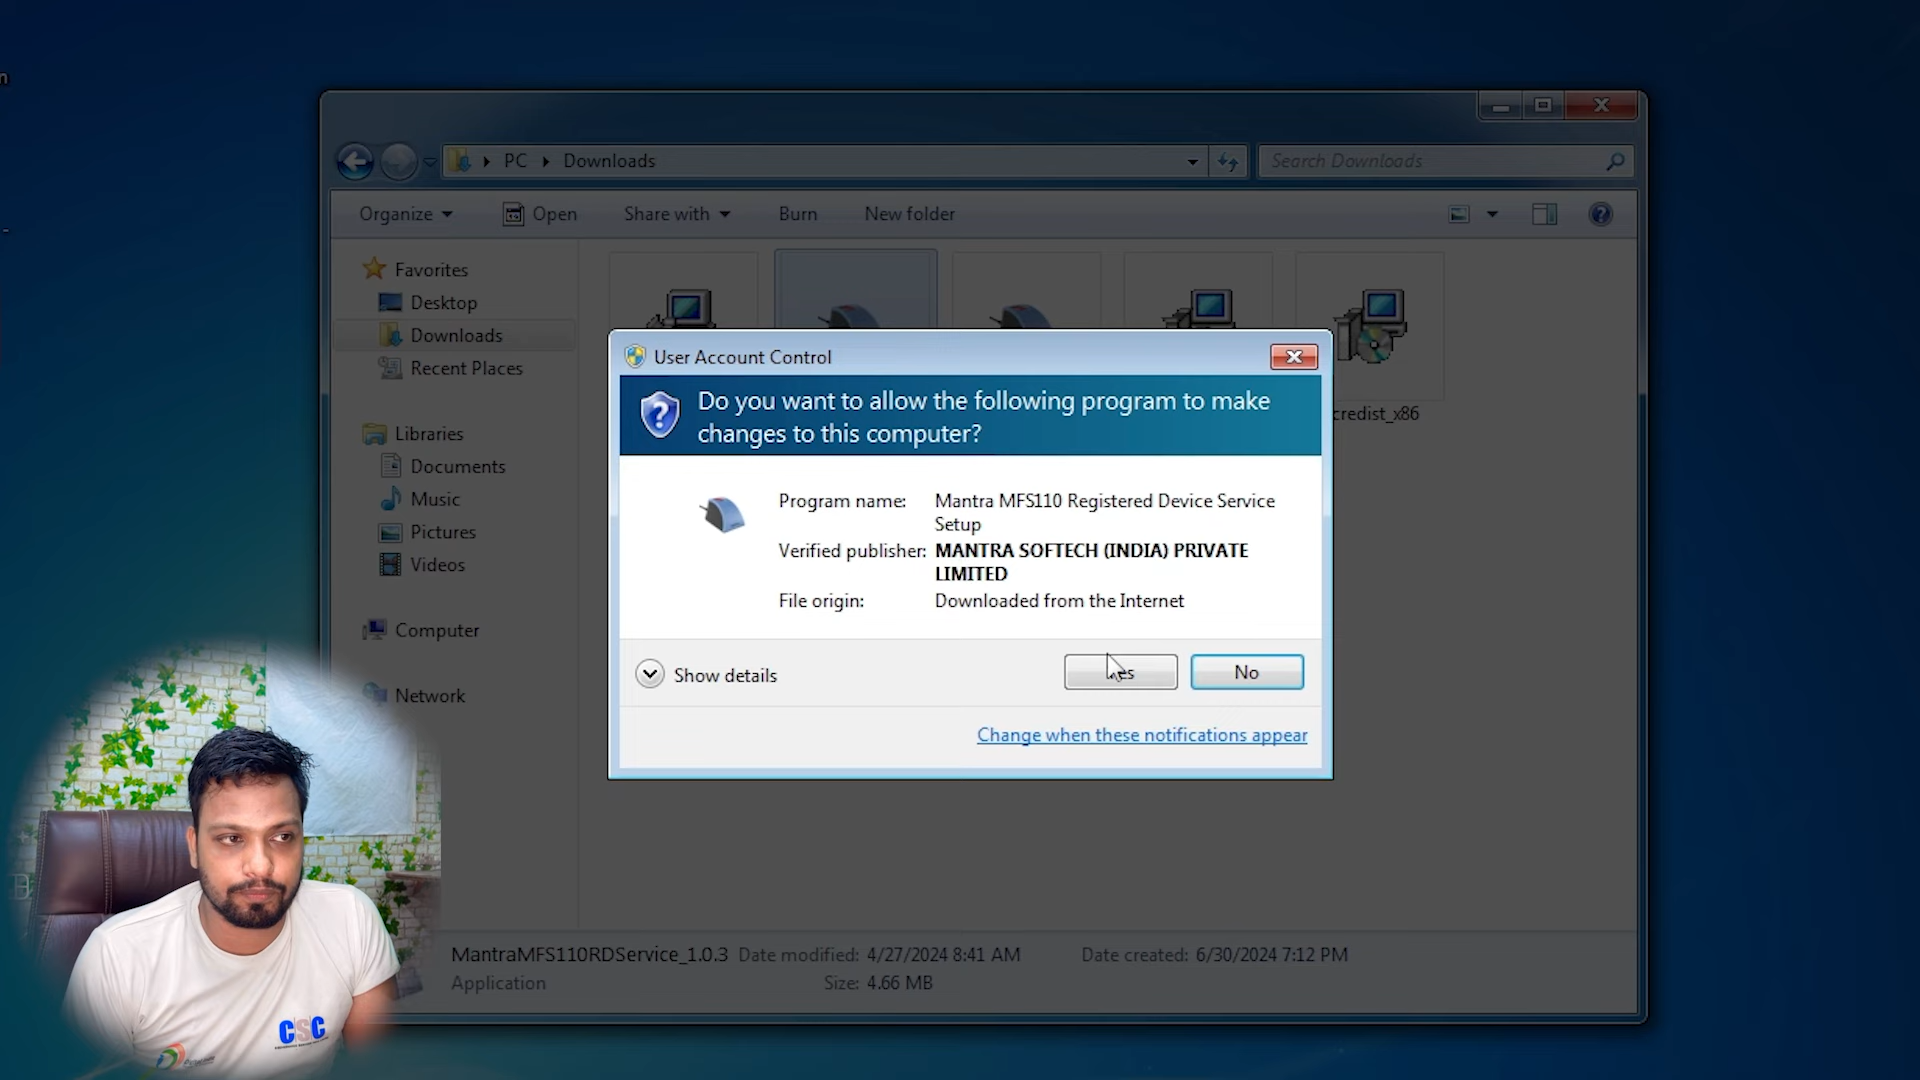 n
PC
Downloads
Search Downloads
Organize
Open
Share with
Burn
New folder
Favorites
Desktop
Downloads
Recent Places
Libraries
Documents
Music
Pictures
Videos
Computer
Network
credist_x86
User Account Control
Do you want to allow the following program to make
changes to this computer?
Program name: Mantra MFS110 Registered Device Service
Setup
Verified publisher: MANTRA SOFTECH (INDIA) PRIVATE
LIMITED
File origin: Downloaded from the Internet
Show details
No
Change when these notifications appear
MantraMFS110RDService_1.0.3 Date modified: 4/27/2024 8:41 AM Date created: 6/30/2024 7:12 PM
Application Size: 4.66 MB
CSC